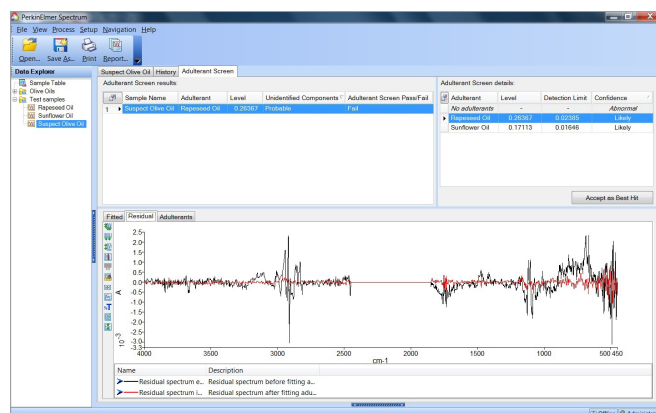 PerkinElmer Spectrum
File View Process Setup Navigation Help
Open... Save As... Print Report...
Data Explorer
Sample Table
Olive Oils
Test samples
Rapeseed Oil
Sunflower Oil
Suspect Olive Oil
Suspect Olive Oil History Adulterant Screen
Adulterant Screen results:
Sample Name Adulterant Level Unidentified Components Adulterant Screen Pass/Fail
1 Suspect Olive Oil Rapeseed Oil 0.26367 Probable Fail
Adulterant Screen details:
Adulterant Level Detection Limit Confidence
No adulterants - - Abnormal
Rapeseed Oil 0.26367 0.02385 Likely
Sunflower Oil 0.17113 0.01646 Likely
Accept as Best Hit
Fitted Residual Adulterants
2.5
2.0
1.5
1.0
0.5
0.0
-0.5
-1.0
-1.5
-2.0
-2.5
-3.0
-3.3
A
10-3
4000 3500 3000 2500 2000 1500 1000 500 450
cm-1
Name Description
Residual spectrum e... Residual spectrum before fitting a...
Residual spectrum i... Residual spectrum after fitting adu...
Offline